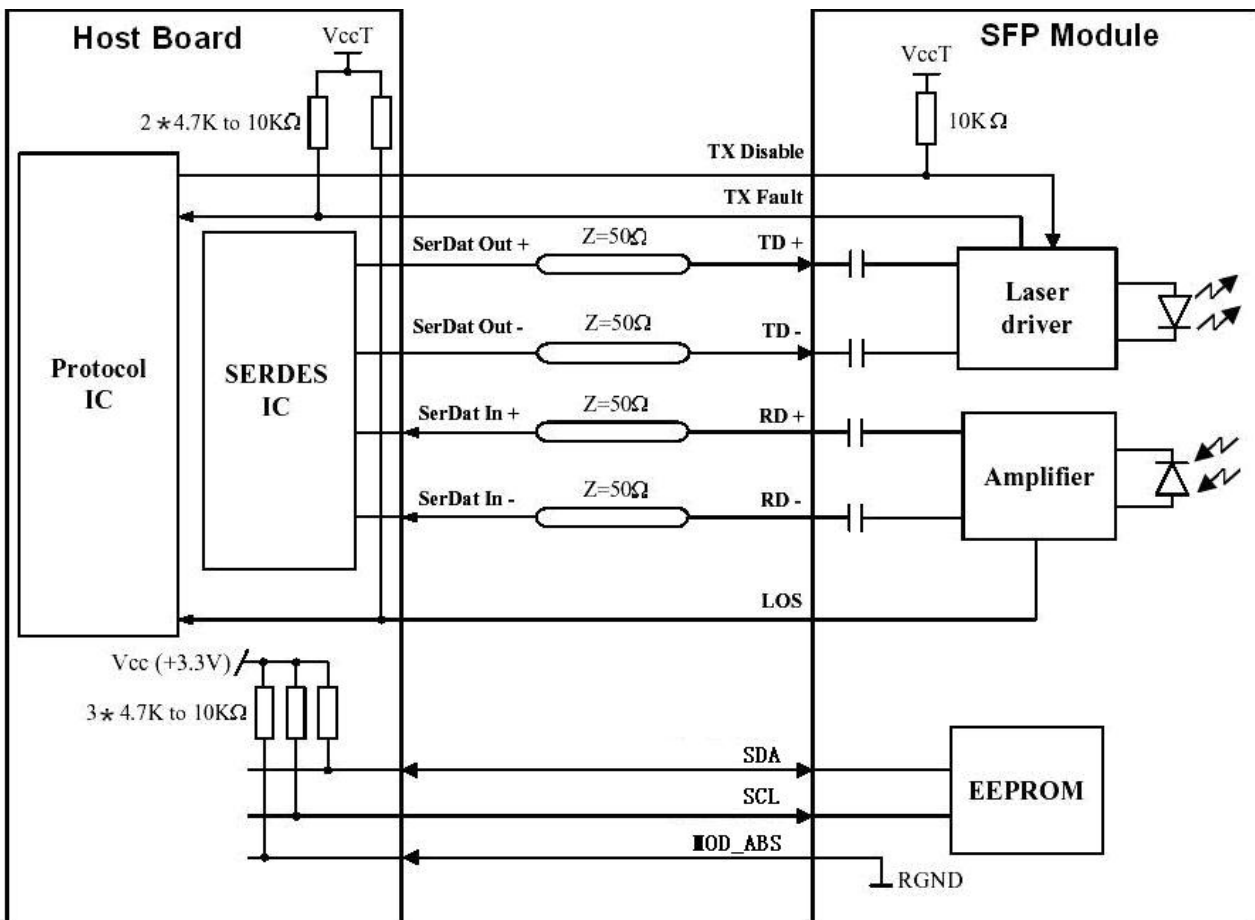 Host Board
SFP Module
VccT
VccT
2*4.7K to 10KΩ
10KΩ
TX Disable
TX Fault
SerDat Out +
Z=50Ω
TD +
Laser
driver
SerDat Out -
Z=50Ω
TD -
Protocol
IC
SERDES
IC
SerDat In +
Z=50Ω
RD +
Amplifier
SerDat In -
Z=50Ω
RD -
LOS
Vcc (+3.3V)
3*4.7K to 10KΩ
SDA
SCL
EEPROM
MOD_ABS
RGND